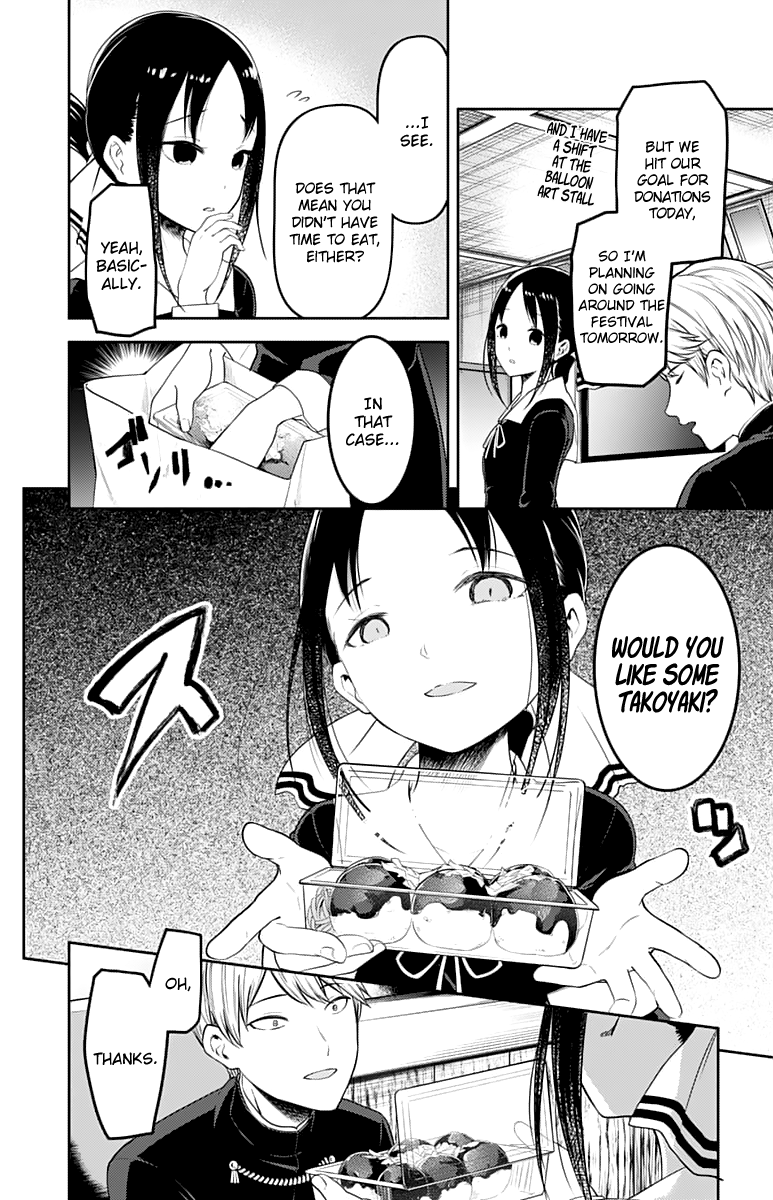 BUT WE
HIT OUR
GOAL FOR
DONATIONS
TODAY,
SO I'M
PLANNING
ON GOING
AROUND THE
FESTIVAL
TOMORROW.
AND I HAVE
A SHIFT
AT THE
BALLOON
ART STALL
...I
SEE.
DOES THAT
MEAN YOU
DIDN'T HAVE
TIME TO EAT,
EITHER?
YEAH,
BASIC-
ALLY.
IN
THAT
CASE...
ゴソ...
WOULD YOU
LIKE SOME
TAKOYAKI?
ズッ
OH,
THANKS.